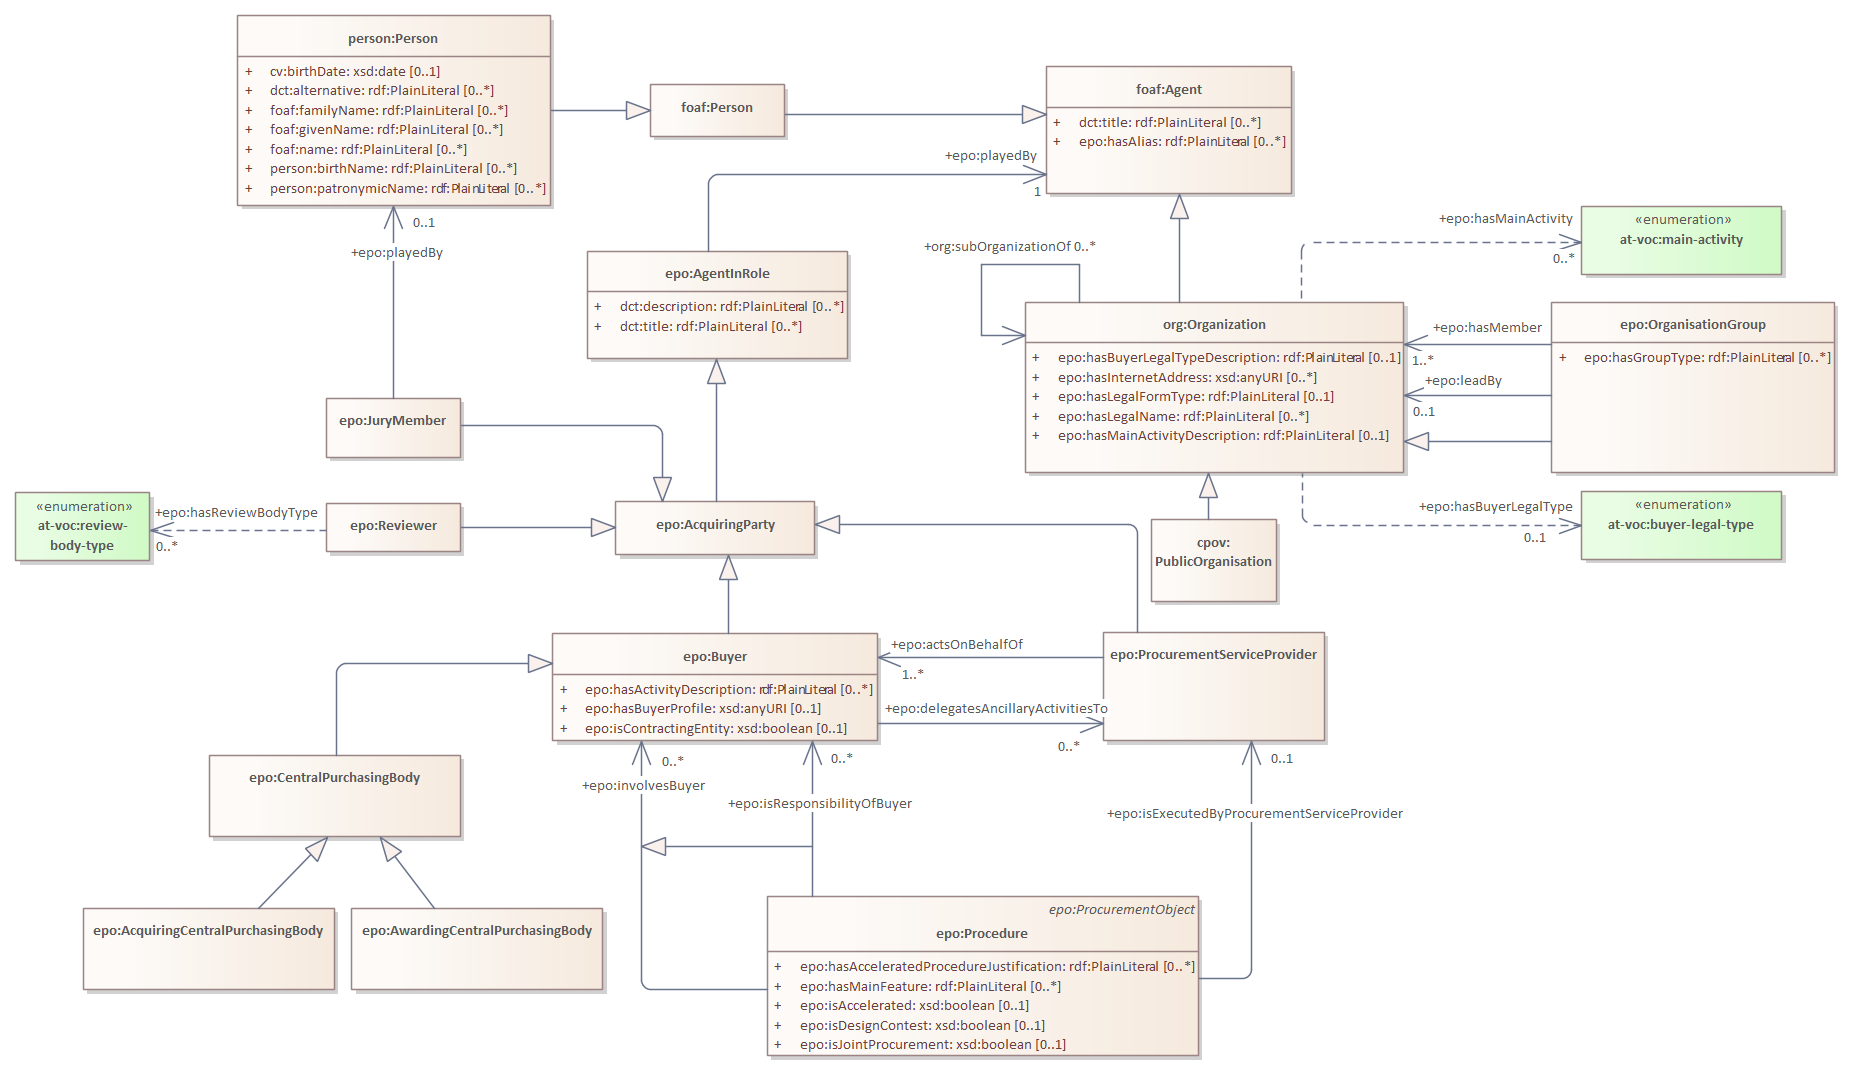 person:Person
+ cv:birthDate: xsd:date [0..1]
+ dct:alternative: rdf:PlainLiteral [0..*]
+ foaf:familyName: rdf:PlainLiteral [0..*]
+ foaf:givenName: rdf:PlainLiteral [0..*]
+ foaf:name: rdf:PlainLiteral [0..*]
+ person:birthName: rdf:PlainLiteral [0..*]
+ person:patronymicName: rdf:PlainLiteral [0..*]
foaf:Person
foaf:Agent
+ dct:title: rdf:PlainLiteral [0..*]
+ epo:hasAlias: rdf:PlainLiteral [0..*]
+epo:playedBy
1
0..1
+epo:playedBy
epo:AgentInRole
+ dct:description: rdf:PlainLiteral [0..*]
+ dct:title: rdf:PlainLiteral [0..*]
+org:subOrganizationOf 0..*
+epo:hasMainActivity
0..*
«enumeration»
at-voc:main-activity
org:Organization
+ epo:hasBuyerLegalTypeDescription: rdf:PlainLiteral [0..1]
+ epo:hasInternetAddress: xsd:anyURI [0..*]
+ epo:hasLegalFormType: rdf:PlainLiteral [0..1]
+ epo:hasLegalName: rdf:PlainLiteral [0..*]
+ epo:hasMainActivityDescription: rdf:PlainLiteral [0..1]
+epo:hasMember
1..*
+epo:leadBy
0..1
epo:OrganisationGroup
+ epo:hasGroupType: rdf:PlainLiteral [0..*]
epo:JuryMember
«enumeration»
at-voc:review-
body-type
+epo:hasReviewBodyType
0..*
epo:Reviewer
epo:AcquiringParty
cpov:
PublicOrganisation
+epo:hasBuyerLegalType
0..1
«enumeration»
at-voc:buyer-legal-type
epo:Buyer
+ epo:hasActivityDescription: rdf:PlainLiteral [0..*]
+ epo:hasBuyerProfile: xsd:anyURI [0..1]
+ epo:isContractingEntity: xsd:boolean [0..1]
+epo:actsOnBehalfOf
1..*
+epo:delegatesAncillaryActivitiesTo
0..*
epo:ProcurementServiceProvider
epo:CentralPurchasingBody
0..*
+epo:involvesBuyer
0..*
+epo:isResponsibilityOfBuyer
0..1
+epo:isExecutedByProcurementServiceProvider
epo:AcquiringCentralPurchasingBody
epo:AwardingCentralPurchasingBody
epo:ProcurementObject
epo:Procedure
+ epo:hasAcceleratedProcedureJustification: rdf:PlainLiteral [0..*]
+ epo:hasMainFeature: rdf:PlainLiteral [0..*]
+ epo:isAccelerated: xsd:boolean [0..1]
+ epo:isDesignContest: xsd:boolean [0..1]
+ epo:isJointProcurement: xsd:boolean [0..1]